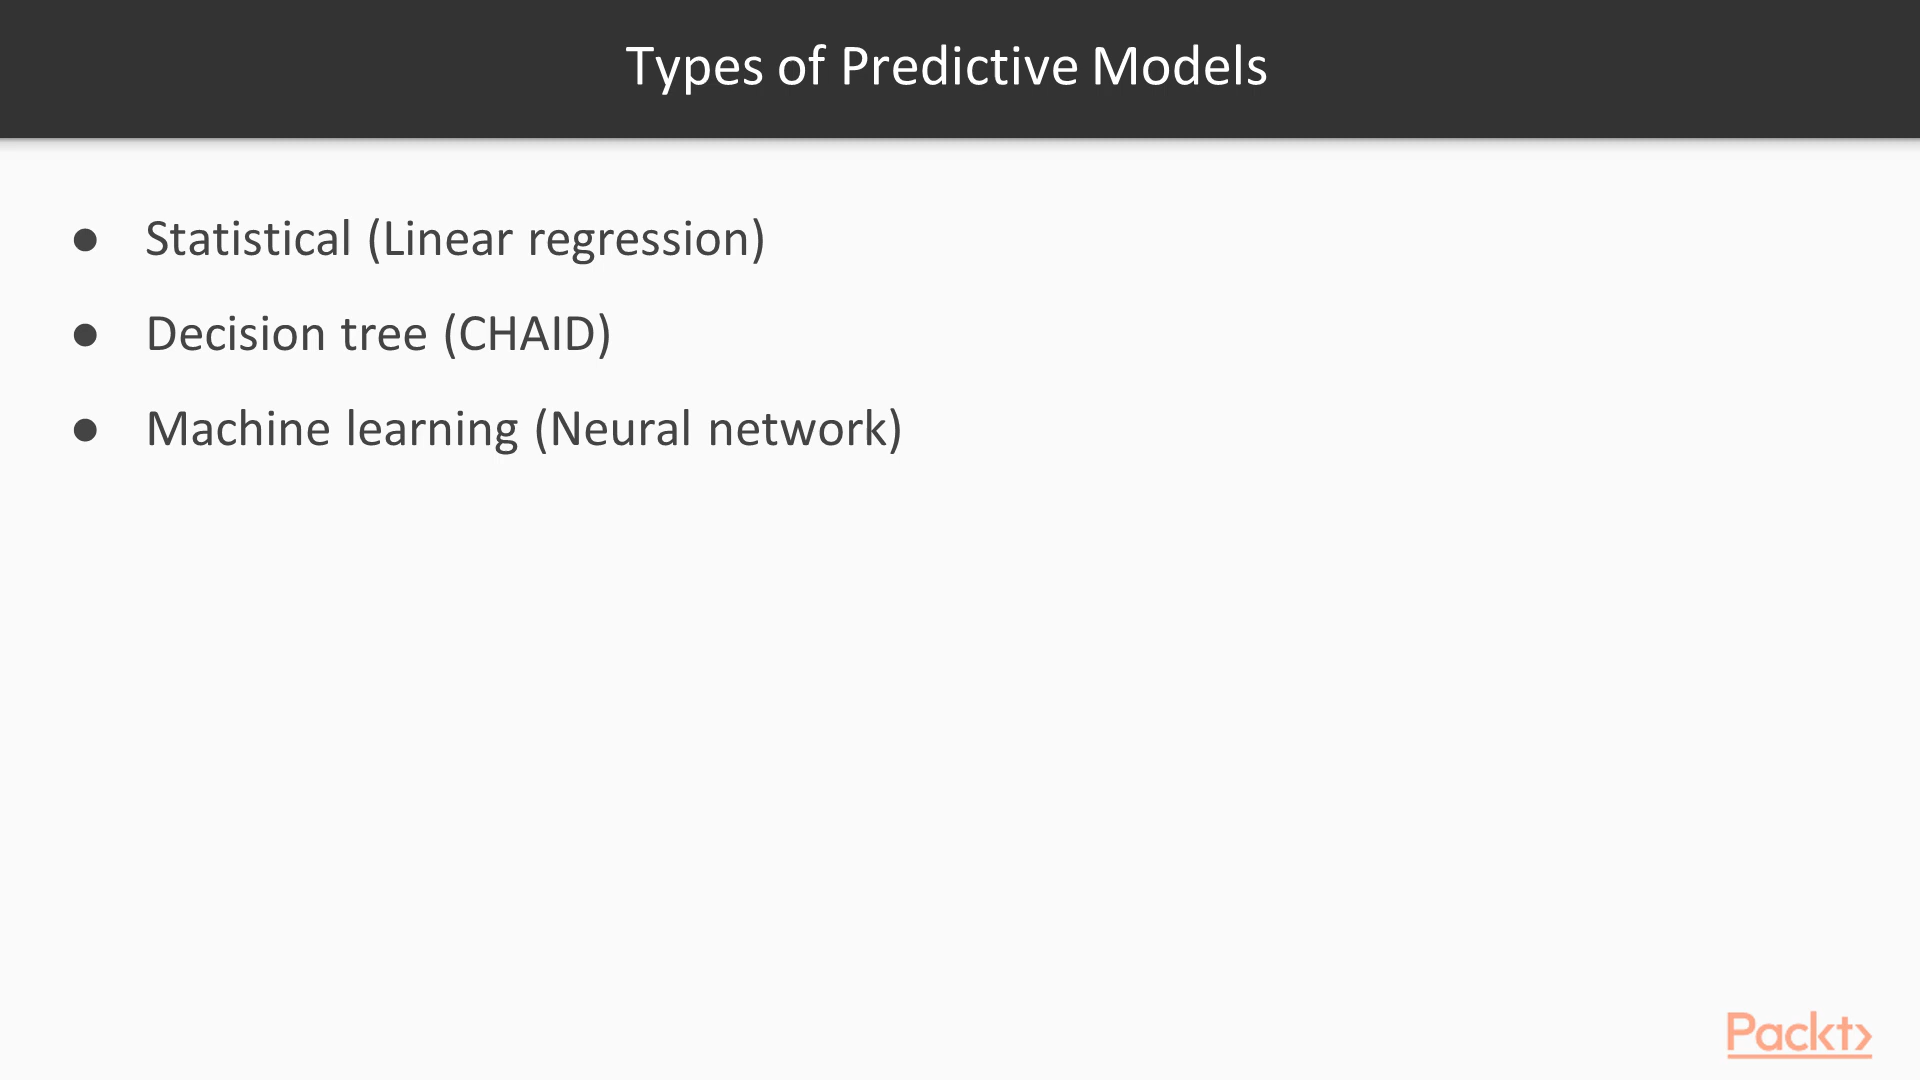 Types of Predictive Models
● Statistical (Linear regression)
● Decision tree (CHAID)
● Machine learning (Neural network)
Packt>